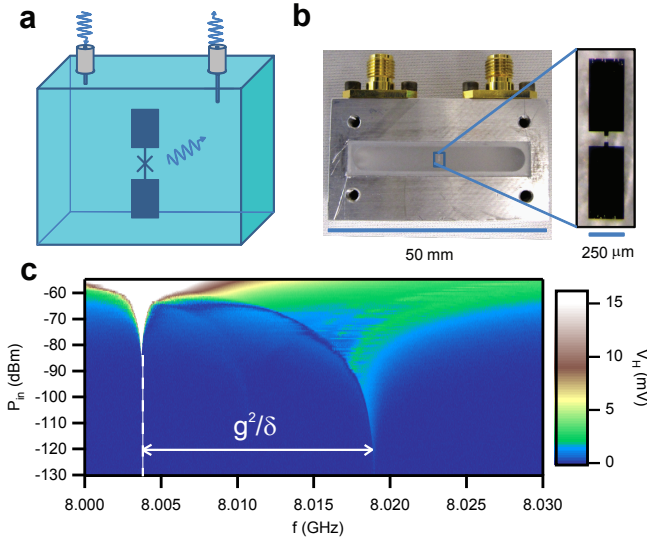 a
b
50 mm
250 μm
c
-60
-70
-80
-90
-100
-110
-120
-130
P_in (dBm)
g²/δ
8.000
8.005
8.010
8.015
8.020
8.025
8.030
f (GHz)
15
10
5
0
V_H (mV)